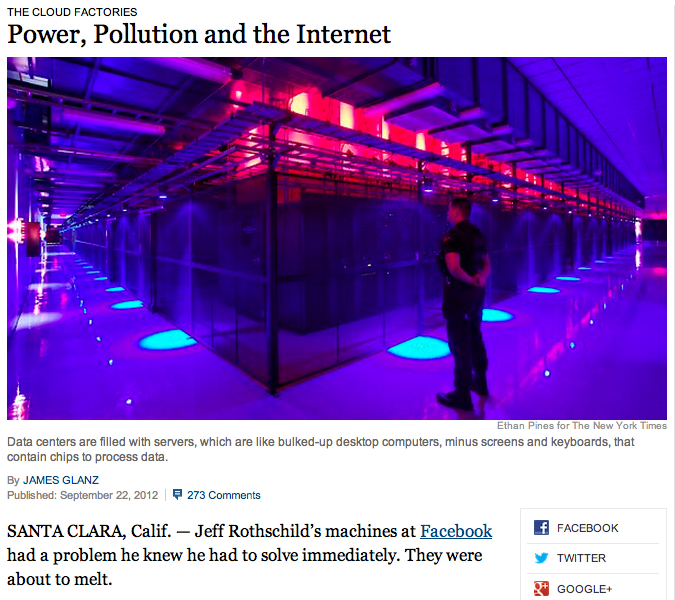 THE CLOUD FACTORIES
Power, Pollution and the Internet
Ethan Pines for The New York Times
Data centers are filled with servers, which are like bulked-up desktop computers, minus screens and keyboards, that
contain chips to process data.
By JAMES GLANZ
Published: September 22, 2012
273 Comments
SANTA CLARA, Calif. — Jeff Rothschild’s machines at Facebook
had a problem he knew he had to solve immediately. They were
about to melt.
FACEBOOK
TWITTER
GOOGLE+